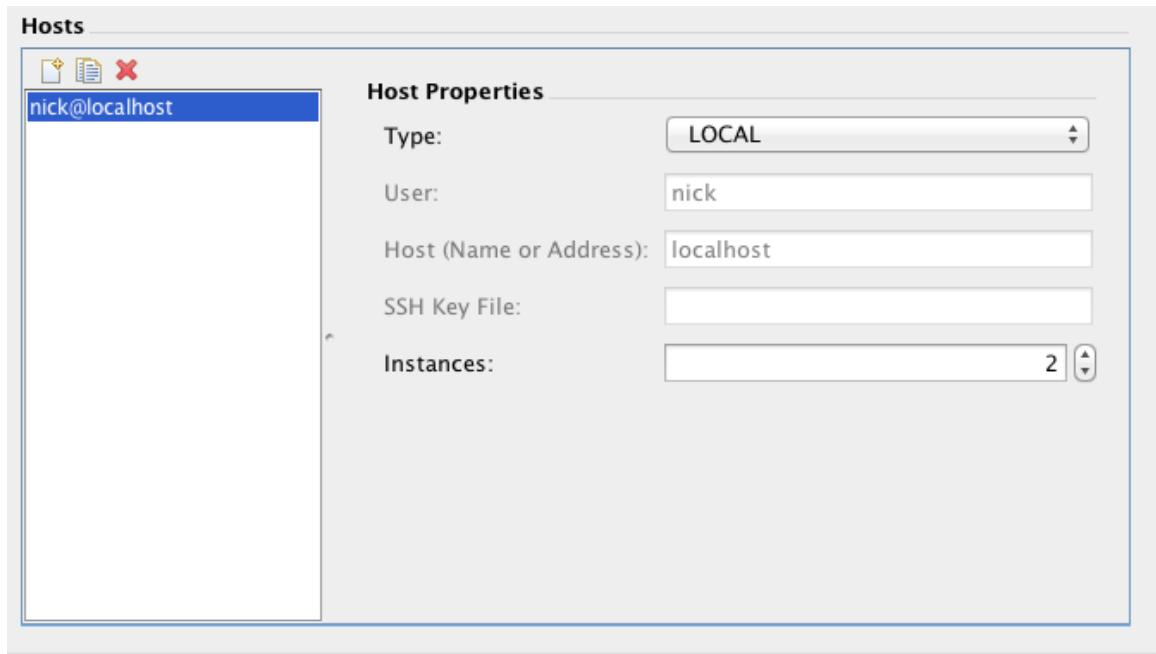 Hosts
nick@localhost
Host Properties
Type: LOCAL
User: nick
Host (Name or Address): localhost
SSH Key File:
Instances: 2